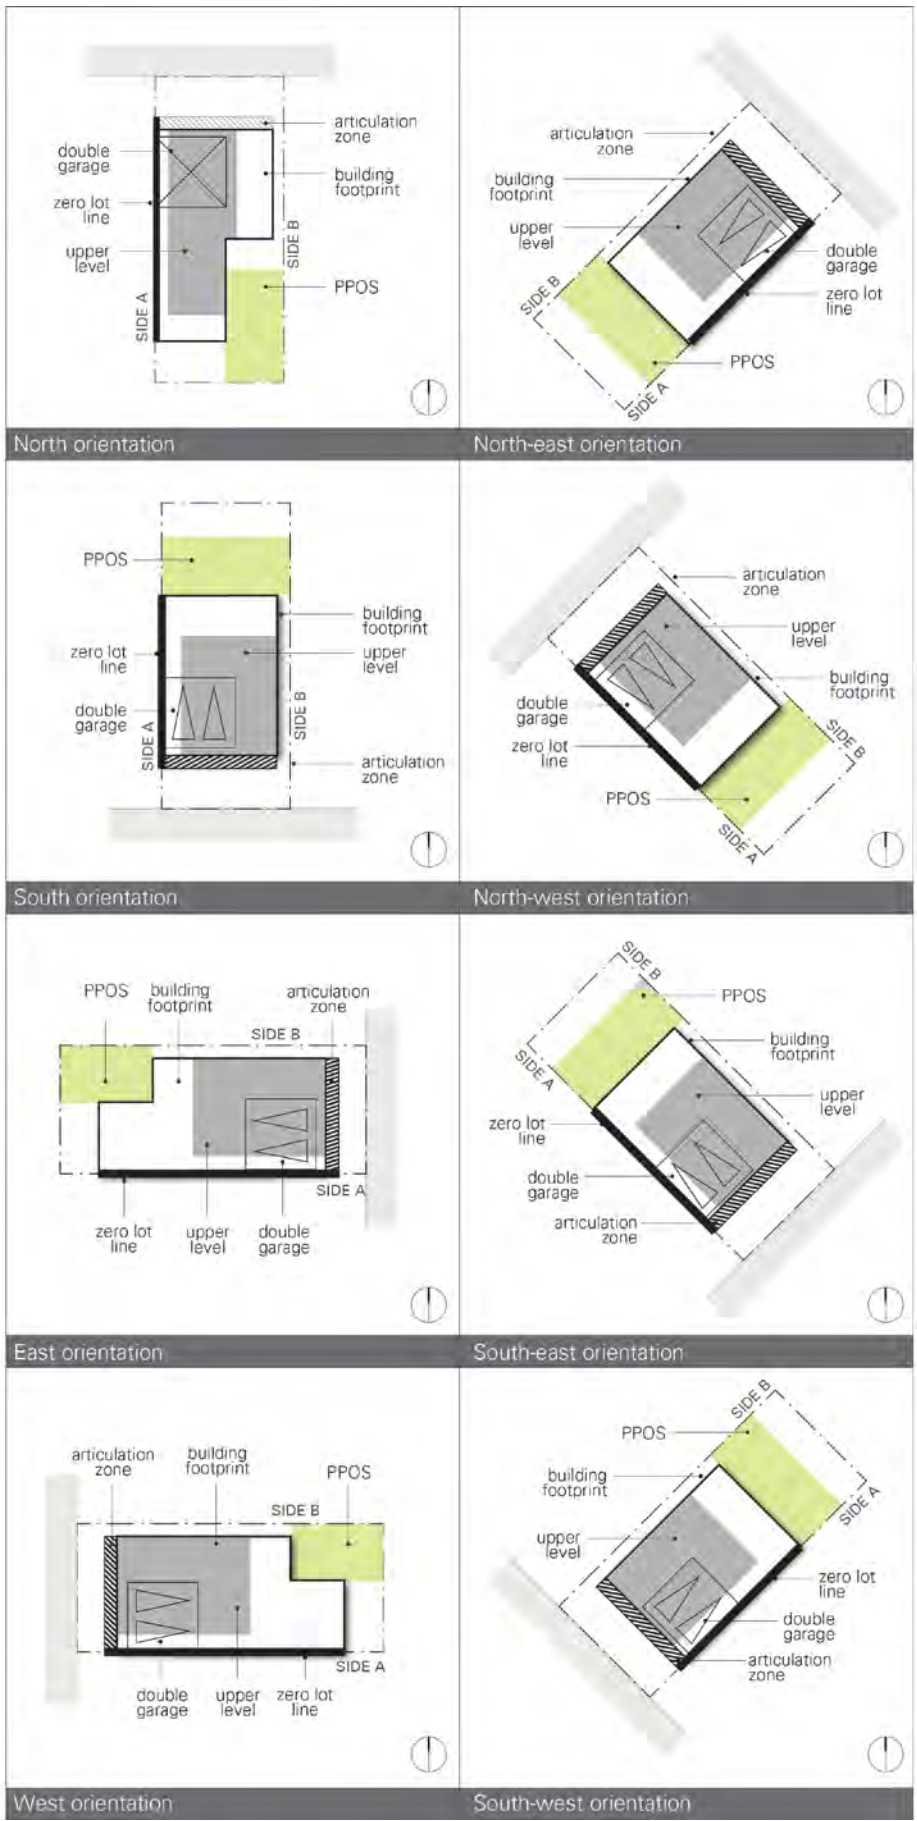 articulation
zone
double
garage
building
footprint
zero lot
line
upper
level
SIDE B
PPOS
SIDE A
North orientation
articulation
zone
building
footprint
upper
level
double
garage
zero lot
line
SIDE B
PPOS
SIDE A
North-east orientation
PPOS
building
footprint
zero lot
line
upper
level
double
garage
SIDE B
SIDE A
articulation
zone
South orientation
articulation
zone
upper
level
building
footprint
double
garage
zero lot
line
SIDE B
PPOS
SIDE A
North-west orientation
PPOS
building
footprint
articulation
zone
SIDE B
SIDE A
zero lot
line
upper
level
double
garage
East orientation
SIDE B
PPOS
building
footprint
SIDE A
upper
level
zero lot
line
double
garage
articulation
zone
South-east orientation
articulation
zone
building
footprint
PPOS
SIDE B
SIDE A
double
garage
upper
level
zero lot
line
West orientation
SIDE B
PPOS
building
footprint
SIDE A
upper
level
zero lot
line
double
garage
articulation
zone
South-west orientation